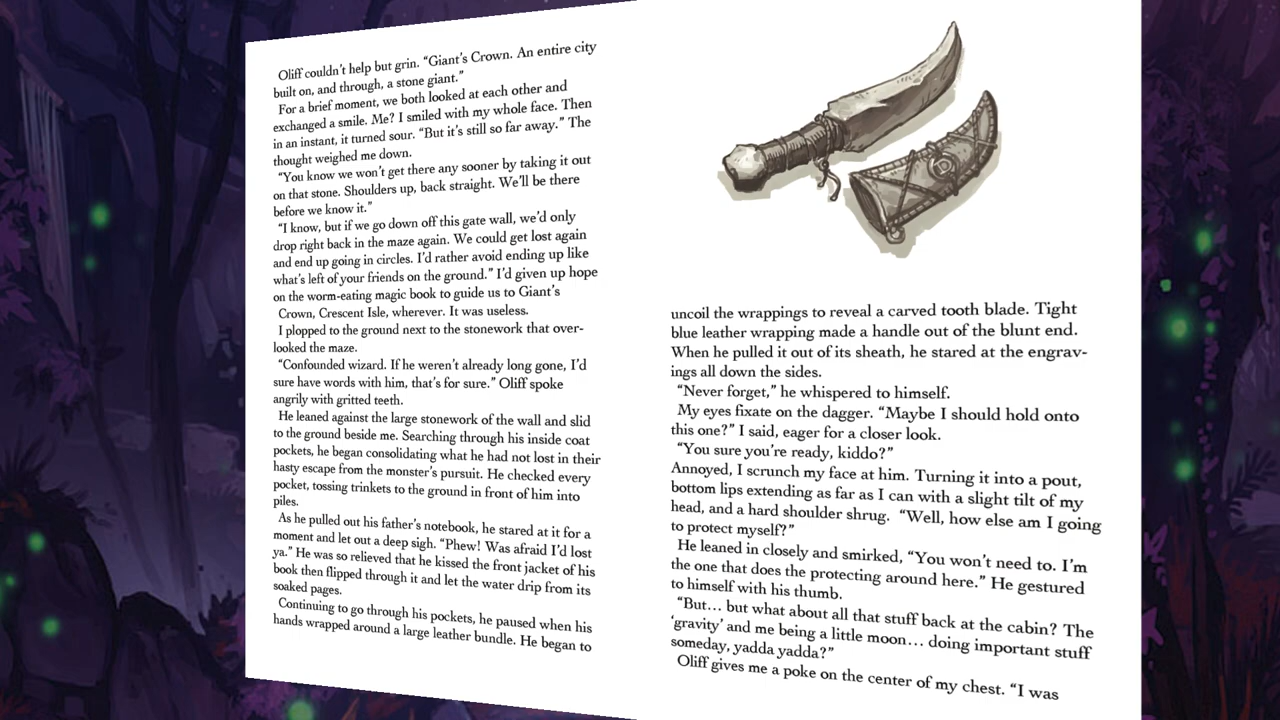 Oliff couldn't help but grin. “Giant's Crown. An entire city
built on, and through, a stone giant.”
For a brief moment, we both looked at each other and
exchanged a smile. Me? I smiled with my whole face. Then
in an instant, it turned sour. “But it's still so far away.” The
thought weighed me down.
“You know we won't get there any sooner by taking it out
on that stone. Shoulders up, back straight. We'll be there
before we know it.”
“I know, but if we go down off this gate wall, we'd only
drop right back in the maze again. We could get lost again
and end up going in circles. I'd rather avoid ending up like
what's left of your friends on the ground.” I'd given up hope
on the worm-eating magic book to guide us to Giant's
Crown, Crescent Isle, wherever. It was useless.
I plopped to the ground next to the stonework that over-
looked the maze.
“Confounded wizard. If he weren't already long gone, I'd
sure have words with him, that's for sure.” Oliff spoke
angrily with gritted teeth.
He leaned against the large stonework of the wall and slid
to the ground beside me. Searching through his inside coat
pockets, he began consolidating what he had not lost in their
hasty escape from the monster's pursuit. He checked every
pocket, tossing trinkets to the ground in front of him into
piles.
As he pulled out his father's notebook, he stared at it for a
moment and let out a deep sigh. “Phew! Was afraid I'd lost
ya.” He was so relieved that he kissed the front jacket of his
book then flipped through it and let the water drip from its
soaked pages.
Continuing to go through his pockets, he paused when his
hands wrapped around a large leather bundle. He began to
uncoil the wrappings to reveal a carved tooth blade. Tight
blue leather wrapping made a handle out of the blunt end.
When he pulled it out of its sheath, he stared at the engrav-
ings all down the sides.
“Never forget,” he whispered to himself.
My eyes fixate on the dagger. “Maybe I should hold onto
this one?” I said, eager for a closer look.
“You sure you're ready, kiddo?”
Annoyed, I scrunch my face at him. Turning it into a pout,
bottom lips extending as far as I can with a slight tilt of my
head, and a hard shoulder shrug. “Well, how else am I going
to protect myself?”
He leaned in closely and smirked, “You won't need to. I'm
the one that does the protecting around here.” He gestured
to himself with his thumb.
“But… but what about all that stuff back at the cabin? The
‘gravity’ and me being a little moon… doing important stuff
someday, yadda yadda?”
Oliff gives me a poke on the center of my chest. “I was